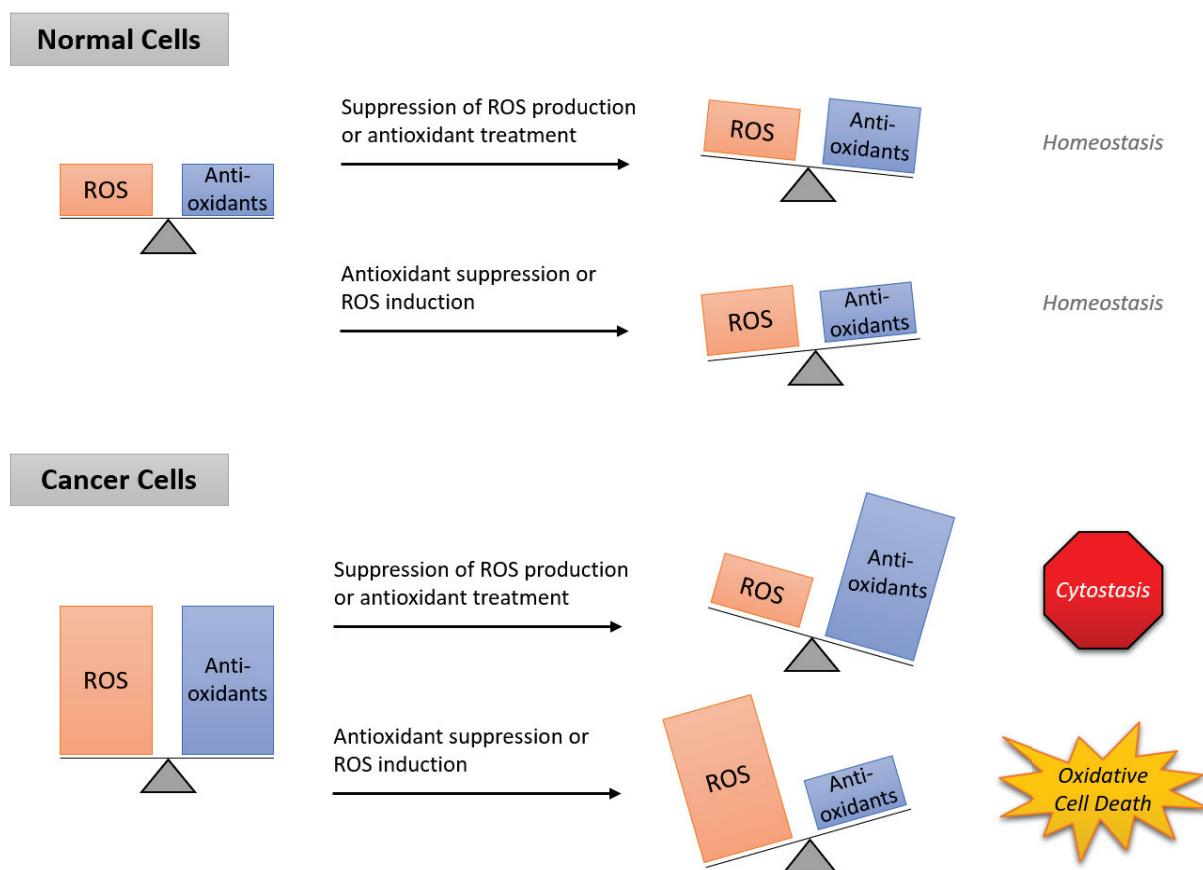 Normal Cells
Suppression of ROS production
or antioxidant treatment
ROS
Anti-
oxidants
ROS
Anti-
oxidants
Homeostasis
Antioxidant suppression or
ROS induction
ROS
Anti-
oxidants
Homeostasis
Cancer Cells
Suppression of ROS production
or antioxidant treatment
ROS
Anti-
oxidants
Cytostasis
ROS
Anti-
oxidants
Antioxidant suppression or
ROS induction
ROS
Anti-
oxidants
Oxidative
Cell Death